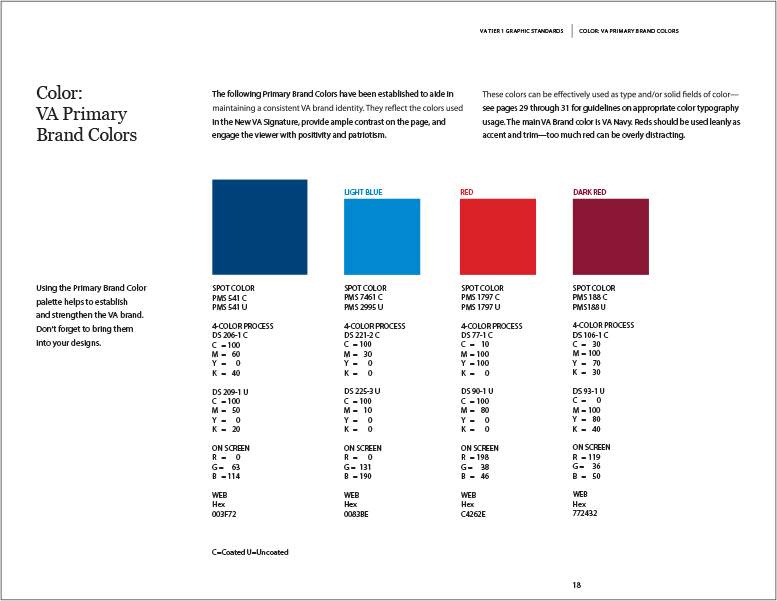 VA TIER 1 GRAPHIC STANDARDS | COLOR: VA PRIMARY BRAND COLORS
Color:
VA Primary
Brand Colors
The following Primary Brand Colors have been established to aide in
maintaining a consistent VA brand identity. They reflect the colors used
in the New VA Signature, provide ample contrast on the page, and
engage the viewer with positivity and patriotism.
These colors can be effectively used as type and/or solid fields of color—
see pages 29 through 31 for guidelines on appropriate color typography
usage. The main VA Brand color is VA Navy. Reds should be used leanly as
accent and trim—too much red can be overly distracting.
Using the Primary Brand Color
palette helps to establish
and strengthen the VA brand.
Don't forget to bring them
into your designs.
SPOT COLOR
PMS 541 C
PMS 541 U
4-COLOR PROCESS
DS 206-1 C
C = 100
M = 60
Y = 0
K = 40
DS 209-1 U
C = 100
M = 50
Y = 0
K = 20
ON SCREEN
R = 0
G = 63
B = 114
WEB
Hex
003F72
LIGHT BLUE
SPOT COLOR
PMS 7461 C
PMS 2995 U
4-COLOR PROCESS
DS 221-2 C
C = 100
M = 30
Y = 0
K = 0
DS 225-3 U
C = 100
M = 10
Y = 0
K = 0
ON SCREEN
R = 0
G = 131
B = 190
WEB
Hex
0083BE
RED
SPOT COLOR
PMS 1797 C
PMS 1797 U
4-COLOR PROCESS
DS 77-1 C
C = 10
M = 100
Y = 100
K = 0
DS 90-1 U
C = 100
M = 80
Y = 0
K = 0
ON SCREEN
R = 198
G = 38
B = 46
WEB
Hex
C4262E
DARK RED
SPOT COLOR
PMS 188 C
PMS188 U
4-COLOR PROCESS
DS 106-1 C
C = 30
M = 100
Y = 70
K = 30
DS 93-1 U
C = 0
M = 100
Y = 80
K = 40
ON SCREEN
R = 119
G = 36
B = 50
WEB
Hex
772432
C=Coated U=Uncoated
18